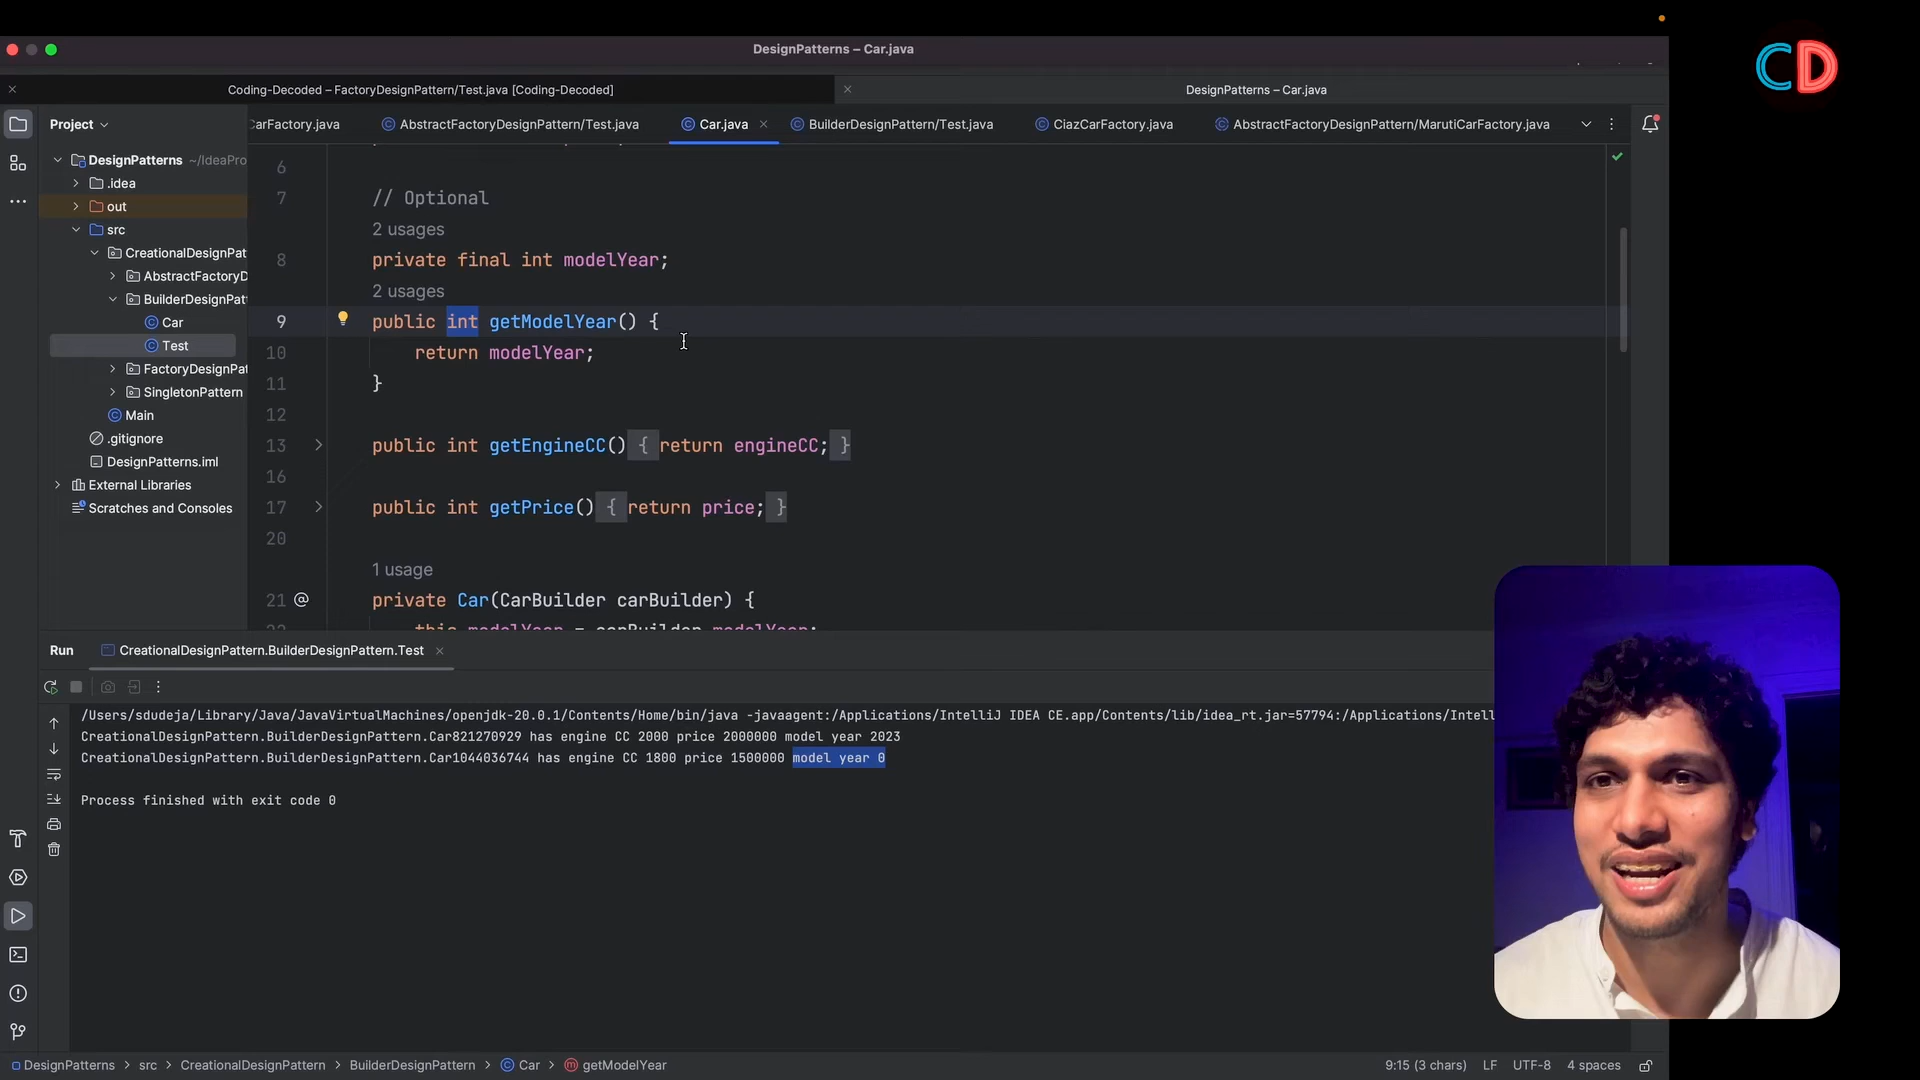 CD
DesignPatterns – Car.java
Coding-Decoded – FactoryDesignPattern/Test.java [Coding-Decoded]
DesignPatterns – Car.java
Project
CarFactory.java
AbstractFactoryDesignPattern/Test.java
Car.java
BuilderDesignPattern/Test.java
CiazCarFactory.java
AbstractFactoryDesignPattern/MarutiCarFactory.java
DesignPatterns ~/IdeaPro
.idea
out
src
CreationalDesignPat
AbstractFactoryD
BuilderDesignPat
Car
Test
FactoryDesignPat
SingletonPattern
Main
.gitignore
DesignPatterns.iml
External Libraries
Scratches and Consoles
6
7 // Optional
2 usages
8 private final int modelYear;
2 usages
9 public int getModelYear() {
10 return modelYear;
11 }
12
13 public int getEngineCC() { return engineCC; }
16
17 public int getPrice() { return price; }
20
1 usage
21 @ private Car(CarBuilder carBuilder) {
22 this.modelYear = carBuilder.modelYear;
Run CreationalDesignPattern.BuilderDesignPattern.Test
/Users/sdudeja/Library/Java/JavaVirtualMachines/openjdk-20.0.1/Contents/Home/bin/java -javaagent:/Applications/IntelliJ IDEA CE.app/Contents/lib/idea_rt.jar=57794:/Applications/Intell
CreationalDesignPattern.BuilderDesignPattern.Car821270929 has engine CC 2000 price 2000000 model year 2023
CreationalDesignPattern.BuilderDesignPattern.Car1044036744 has engine CC 1800 price 1500000 model year 0
Process finished with exit code 0
DesignPatterns > src > CreationalDesignPattern > BuilderDesignPattern > Car > getModelYear
9:15 (3 chars) LF UTF-8 4 spaces